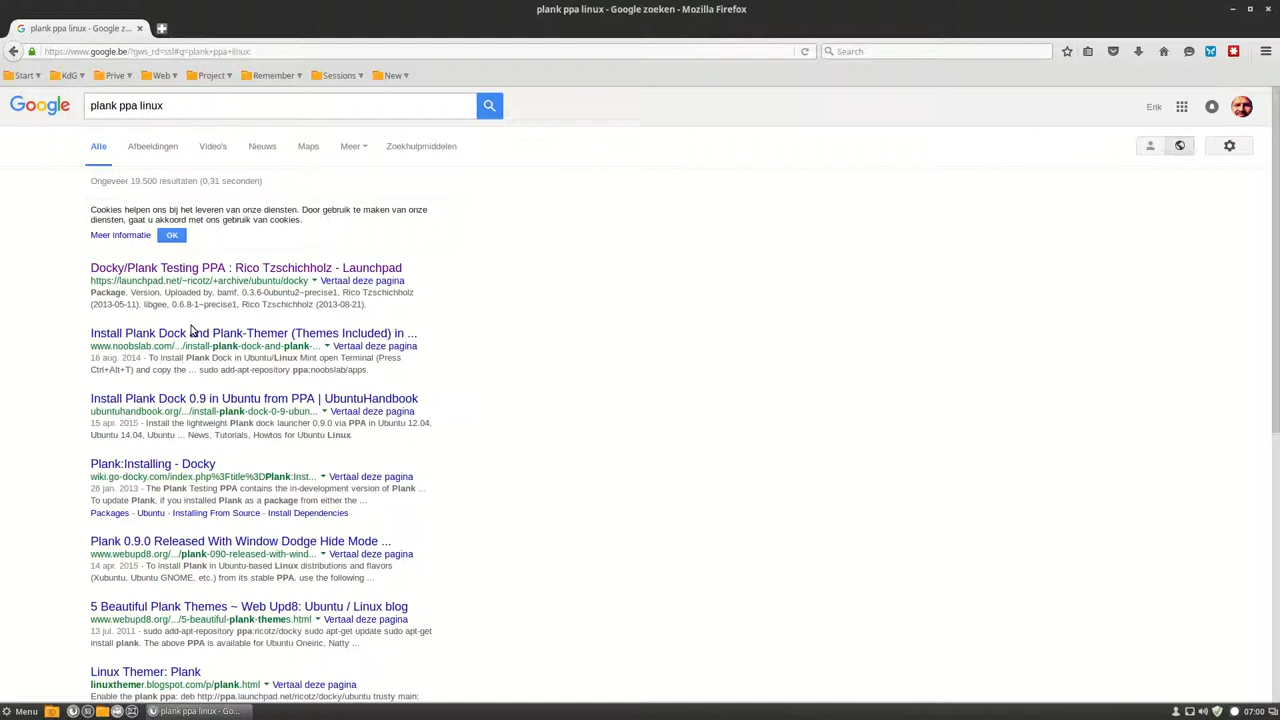 plank ppa linux - Google zoeken - Mozilla Firefox
plank ppa linux - Google z...
https://www.google.be/?gws_rd=ssl#q=plank+ppa+linux
Search
Start KdG Prive Web Project Remember Sessions New
Google plank ppa linux
Erik
Alle Afbeeldingen Video's Nieuws Maps Meer Zoekhulpmiddelen
Ongeveer 19.500 resultaten (0,31 seconden)
Cookies helpen ons bij het leveren van onze diensten. Door gebruik te maken van onze
diensten, gaat u akkoord met ons gebruik van cookies.
Meer informatie OK
Docky/Plank Testing PPA : Rico Tzschichholz - Launchpad
https://launchpad.net/~ricotz/+archive/ubuntu/docky Vertaal deze pagina
Package. Version. Uploaded by. bamf. 0.3.6-0ubuntu2~precise1, Rico Tzschichholz
(2013-05-11). libgee, 0.6.8-1~precise1, Rico Tzschichholz (2013-08-21).
Install Plank Dock and Plank-Themer (Themes Included) in ...
www.noobslab.com/.../install-plank-dock-and-plank-... Vertaal deze pagina
16 aug. 2014 - To install Plank Dock in Ubuntu/Linux Mint open Terminal (Press
Ctrl+Alt+T) and copy the ... sudo add-apt-repository ppa:noobslab/apps.
Install Plank Dock 0.9 in Ubuntu from PPA | UbuntuHandbook
ubuntuhandbook.org/.../install-plank-dock-0-9-ubun... Vertaal deze pagina
15 apr. 2015 - Install the lightweight Plank dock launcher 0.9.0 via PPA in Ubuntu 12.04,
Ubuntu 14.04, Ubuntu ... News, Tutorials, Howtos for Ubuntu Linux.
Plank:Installing - Docky
wiki.go-docky.com/index.php%3Ftitle%3DPlank:Inst... Vertaal deze pagina
26 jan. 2013 - The Plank Testing PPA contains the in-development version of Plank ...
To update Plank, if you installed Plank as a package from either the ...
Packages - Ubuntu - Installing From Source - Install Dependencies
Plank 0.9.0 Released With Window Dodge Hide Mode ...
www.webupd8.org/.../plank-090-released-with-wind... Vertaal deze pagina
14 apr. 2015 - To install Plank in Ubuntu-based Linux distributions and flavors
(Xubuntu. Ubuntu GNOME, etc.) from its stable PPA, use the following ...
5 Beautiful Plank Themes ~ Web Upd8: Ubuntu / Linux blog
www.webupd8.org/.../5-beautiful-plank-themes.html Vertaal deze pagina
13 jul. 2011 - sudo add-apt-repository ppa:ricotz/docky sudo apt-get update sudo apt-get
install plank. The above PPA is available for Ubuntu Oneiric, Natty ...
Linux Themer: Plank
linuxthemer.blogspot.com/p/plank.html Vertaal deze pagina
Enable the plank ppa: deb http://ppa.launchpad.net/ricotz/docky/ubuntu trusty main;
Menu plank ppa linux - Go... 07:00